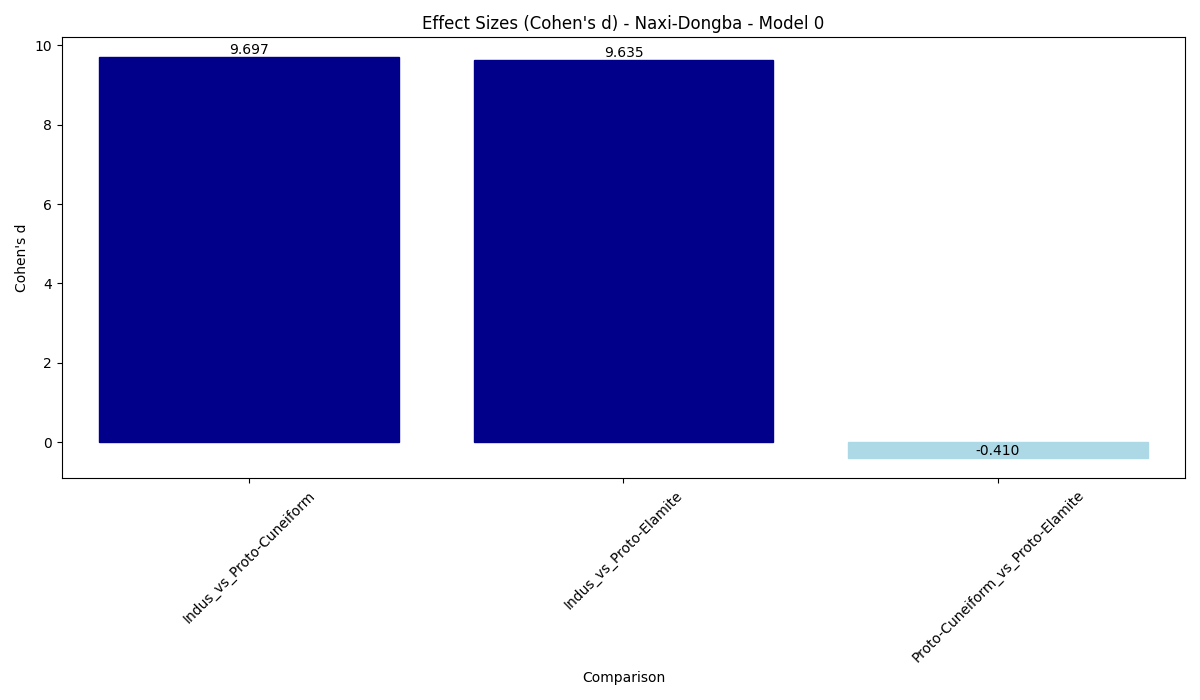 Effect Sizes (Cohen's d) - Naxi-Dongba - Model 0
Cohen's d
10
8
6
4
2
0
9.697
9.635
-0.410
Indus_vs_Proto-Cuneiform
Indus_vs_Proto-Elamite
Proto-Cuneiform_vs_Proto-Elamite
Comparison